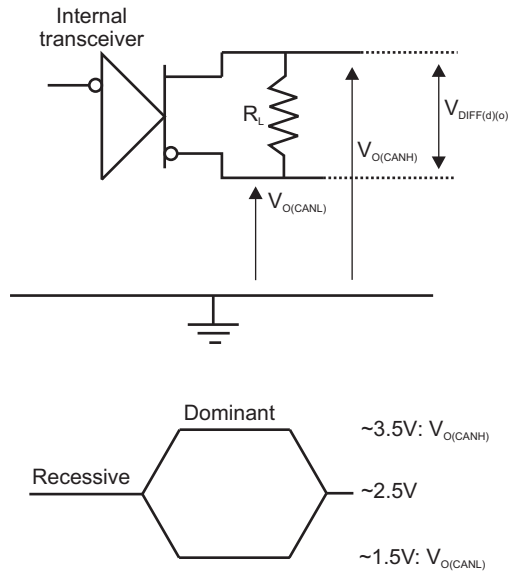 Internal
transceiver
R_L
V_DIFF(d)(o)
V_O(CANH)
V_O(CANL)
Dominant
~3.5V: V_O(CANH)
Recessive
~2.5V
~1.5V: V_O(CANL)